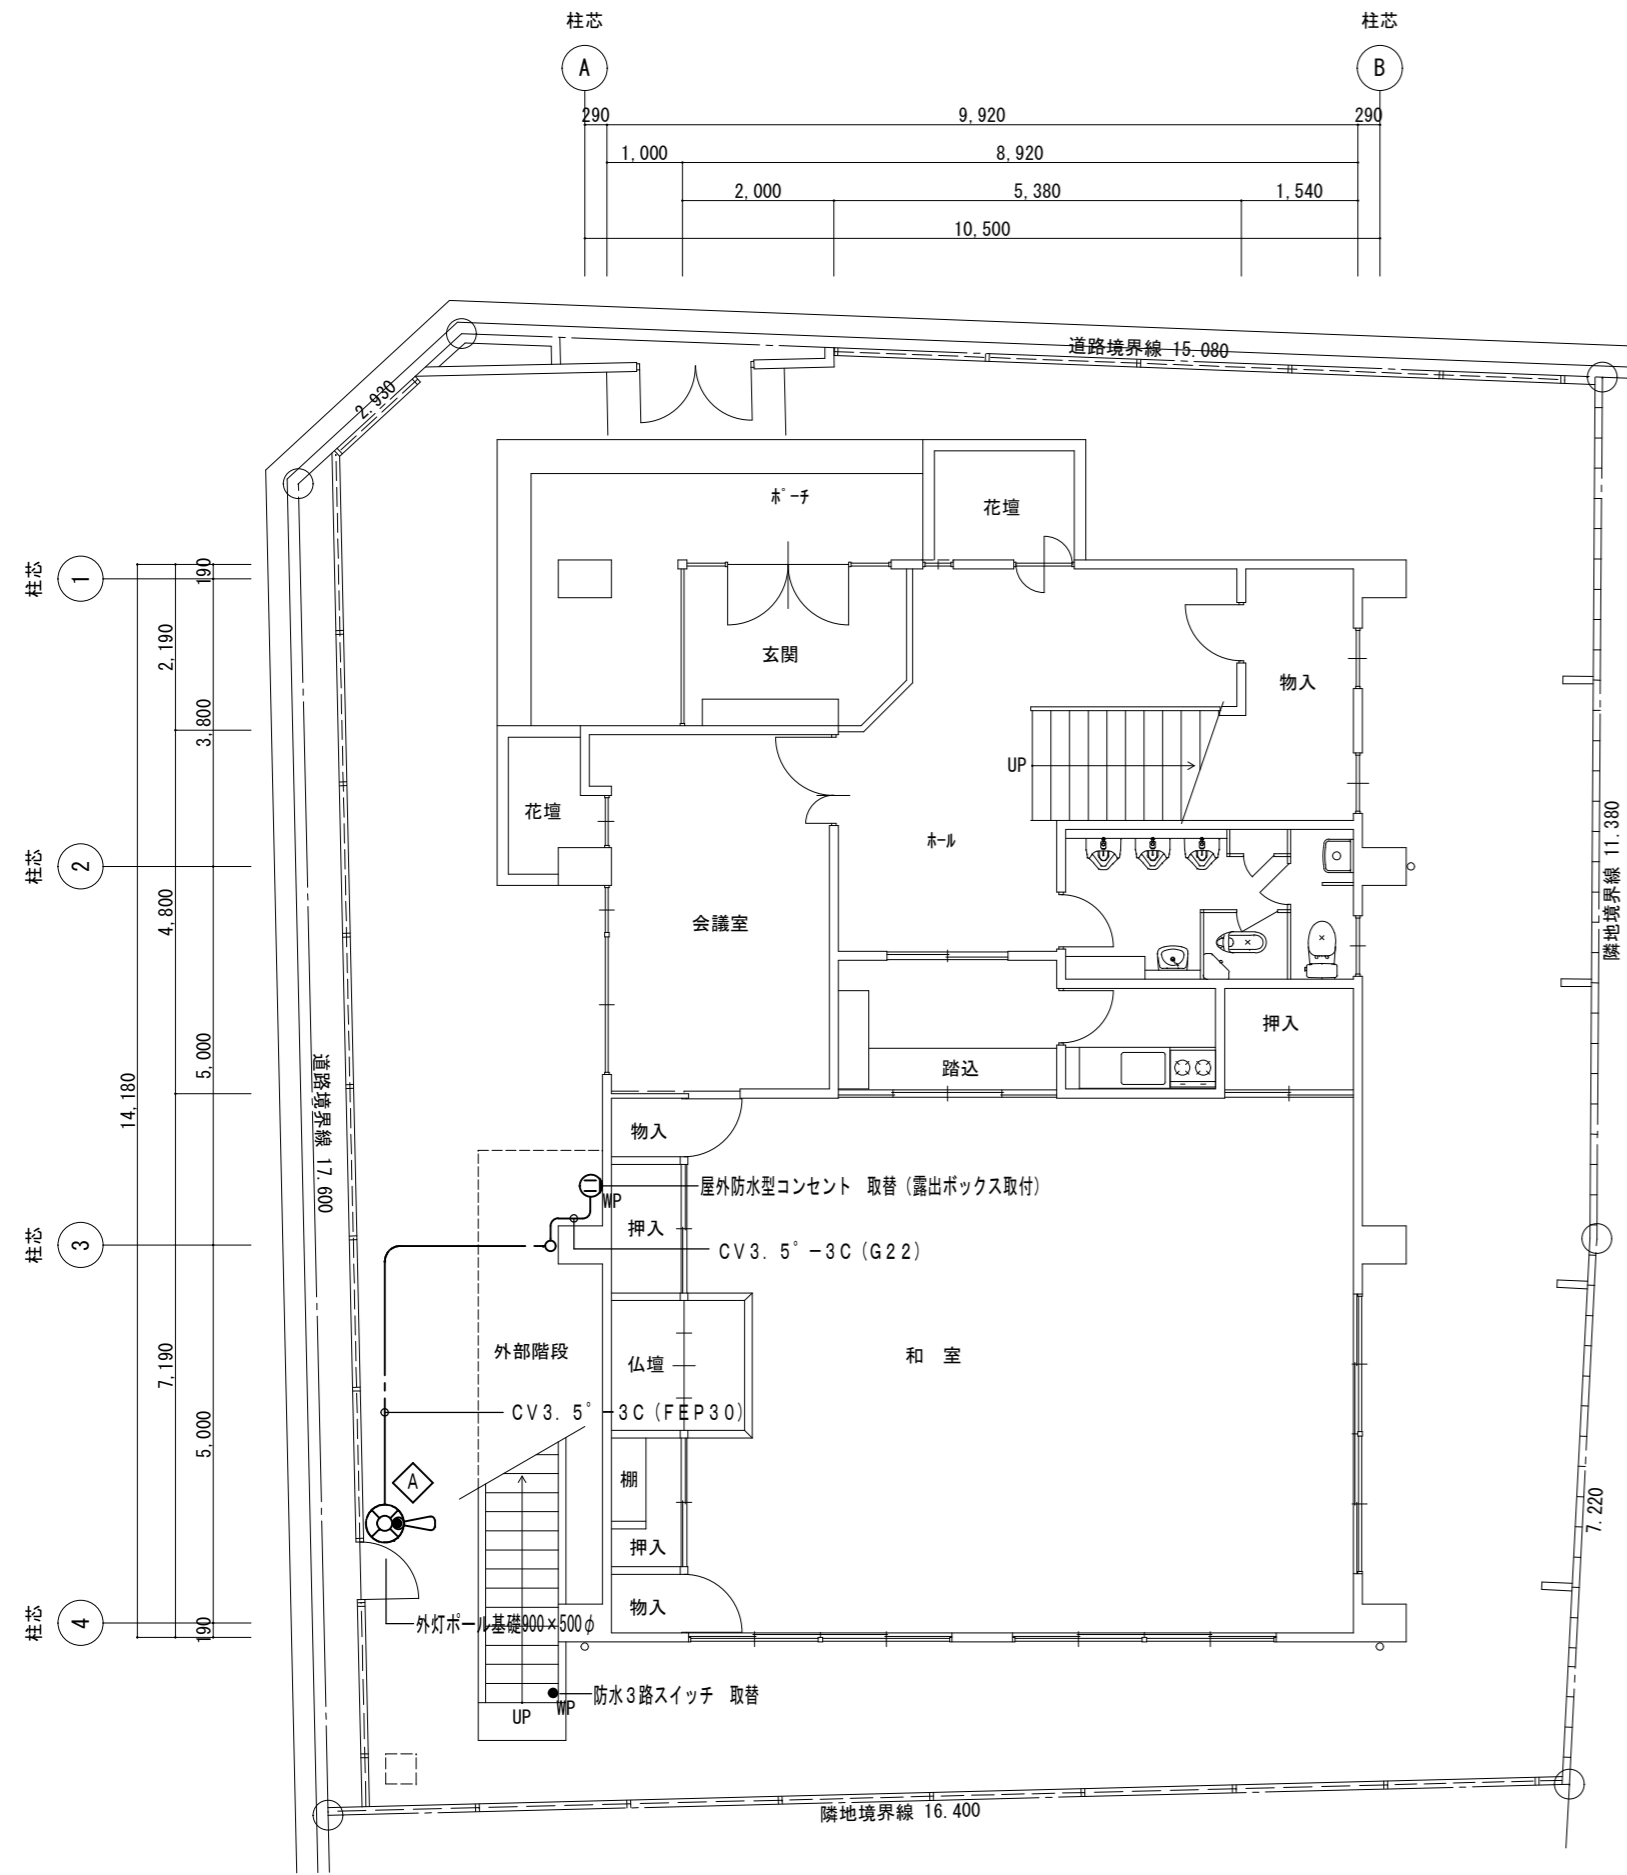 柱芯
柱芯
A
B
290
9,920
290
1,000
8,920
2,000
5,380
1,540
10,500
道路境界線 15.080
2.930
ポーチ
花壇
柱芯
1
190
2,190
玄関
物入
3,800
UP
花壇
ホール
隣地境界線 11.380
柱芯
2
4,800
会議室
押入
5,000
踏込
14,180
道路境界線 17.600
物入
屋外防水型コンセント 取替（露出ボックス取付）
WP
押入
柱芯
3
CV3.5゜-3C(G22)
外部階段
仏壇
和 室
7,190
CV3.5゜-3C(FEP30)
5,000
A
棚
7.220
押入
物入
柱芯
4
190
外灯ポール基礎900×500φ
防水3路スイッチ 取替
WP
UP
隣地境界線 16.400